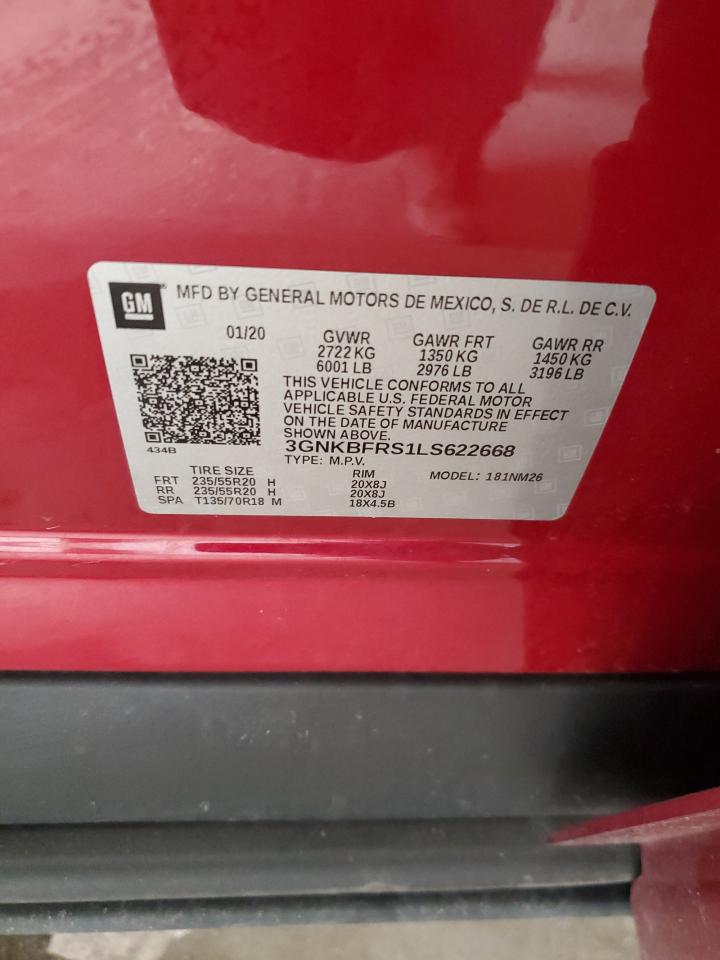 GM® MFD BY GENERAL MOTORS DE MEXICO, S. DE R.L. DE C.V.
01/20 GVWR GAWR FRT GAWR RR
2722 KG 1350 KG 1450 KG
6001 LB 2976 LB 3196 LB
THIS VEHICLE CONFORMS TO ALL
APPLICABLE U.S. FEDERAL MOTOR
VEHICLE SAFETY STANDARDS IN EFFECT
ON THE DATE OF MANUFACTURE
SHOWN ABOVE.
434B 3GNKBFRS1LS622668
TYPE: M.P.V. MODEL: 181NM26
TIRE SIZE RIM
FRT 235/55R20 H 20X8J
RR 235/55R20 H 20X8J
SPA T135/70R18 M 18X4.5B